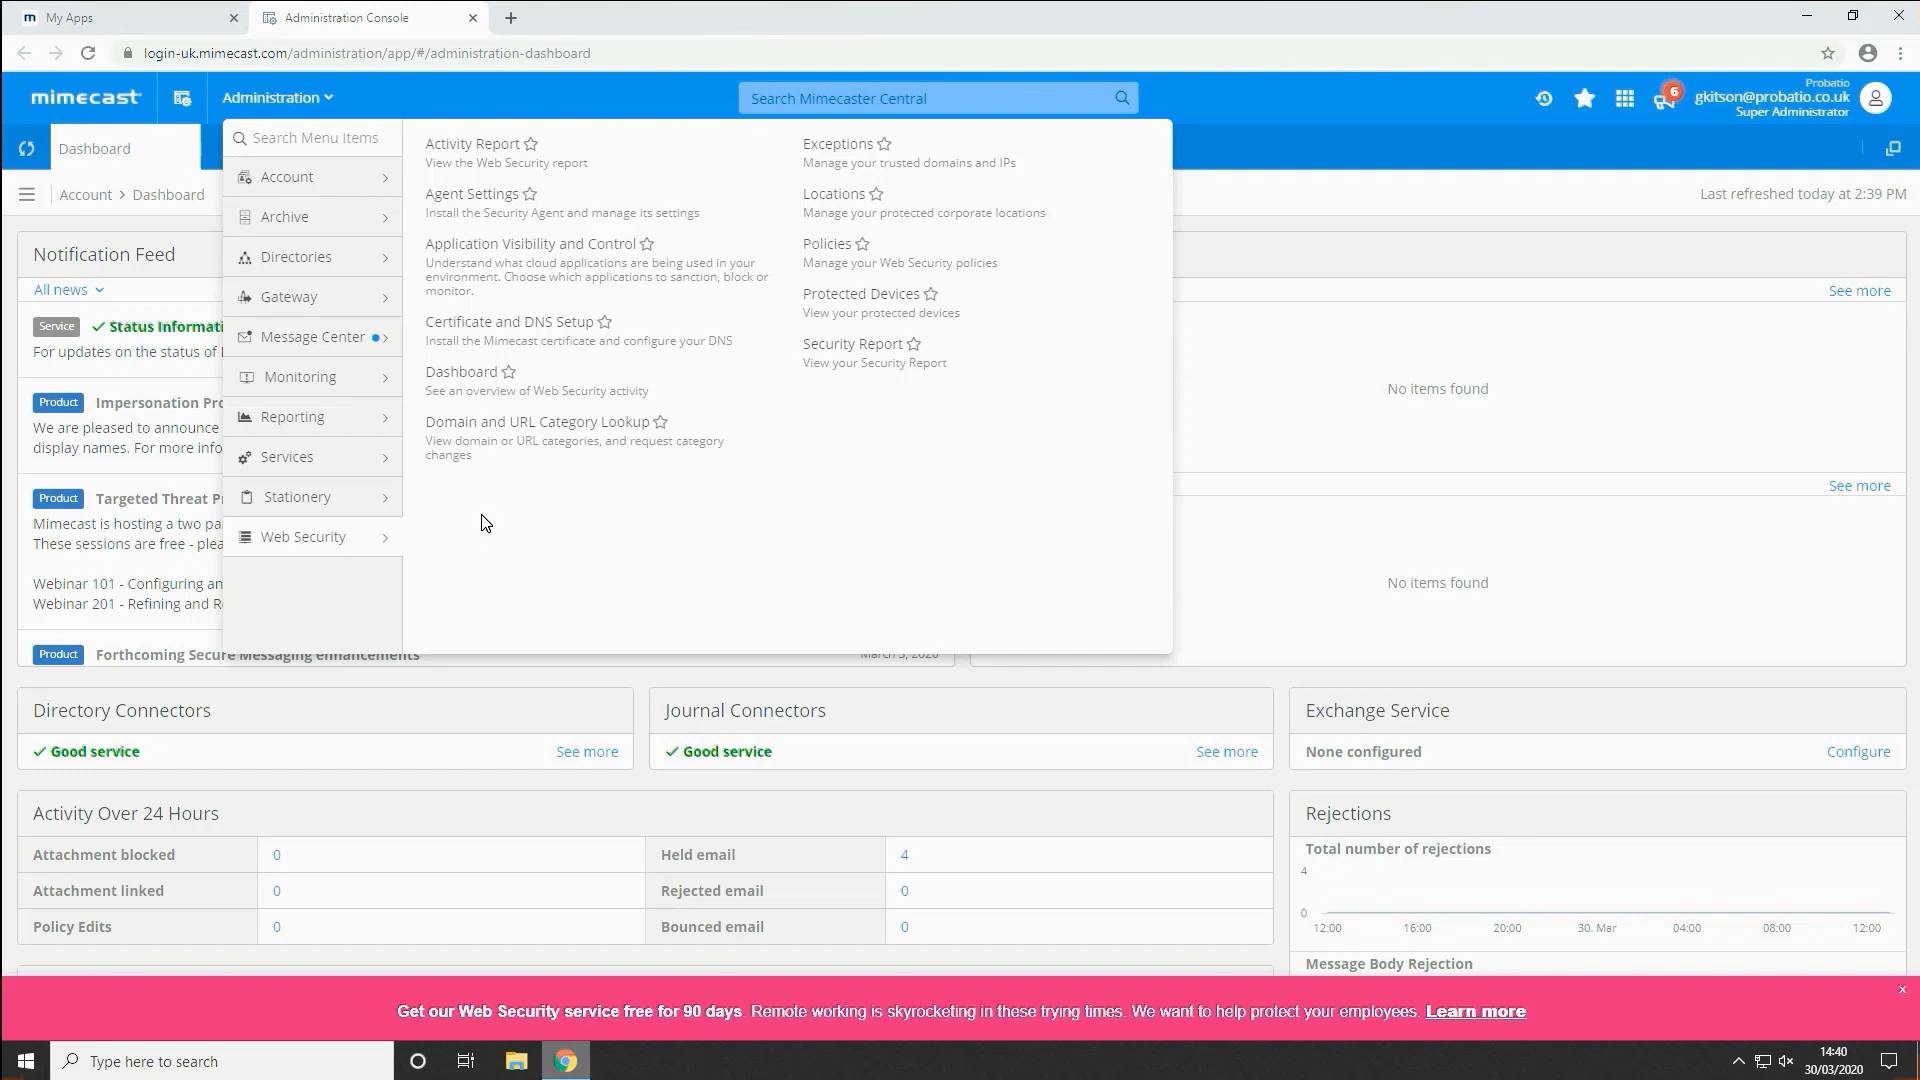 My Apps
Administration Console
login-uk.mimecast.com/administration/app/#/administration-dashboard
mimecast
Administration
Search Mimecaster Central
6
Probatio
gkitson@probatio.co.uk
Super Administrator
Dashboard
Account > Dashboard
Last refreshed today at 2:39 PM
Search Menu Items
Account
Archive
Directories
Gateway
Message Center
Monitoring
Reporting
Services
Stationery
Web Security
Activity Report
View the Web Security report
Agent Settings
Install the Security Agent and manage its settings
Application Visibility and Control
Understand what cloud applications are being used in your
environment. Choose which applications to sanction, block or
monitor.
Certificate and DNS Setup
Install the Mimecast certificate and configure your DNS
Dashboard
See an overview of Web Security activity
Domain and URL Category Lookup
View domain or URL categories, and request category
changes
Exceptions
Manage your trusted domains and IPs
Locations
Manage your protected corporate locations
Policies
Manage your Web Security policies
Protected Devices
View your protected devices
Security Report
View your Security Report
Notification Feed
All news
Service Status Informati
For updates on the status of
Product Impersonation Pro
We are pleased to announce
display names. For more info
Product Targeted Threat P
Mimecast is hosting a two pa
These sessions are free - plea
Webinar 101 - Configuring an
Webinar 201 - Refining and R
Product Forthcoming Secure Messaging enhancements
March 3, 2020
See more
No items found
See more
No items found
Directory Connectors
Good service
See more
Journal Connectors
Good service
See more
Exchange Service
None configured
Configure
Activity Over 24 Hours
Attachment blocked 0 Held email 4
Attachment linked 0 Rejected email 0
Policy Edits 0 Bounced email 0
Rejections
Total number of rejections
4
0
12:00 16:00 20:00 30. Mar 04:00 08:00 12:00
Message Body Rejection
Get our Web Security service free for 90 days. Remote working is skyrocketing in these trying times. We want to help protect your employees. Learn more
Type here to search
14:40
30/03/2020